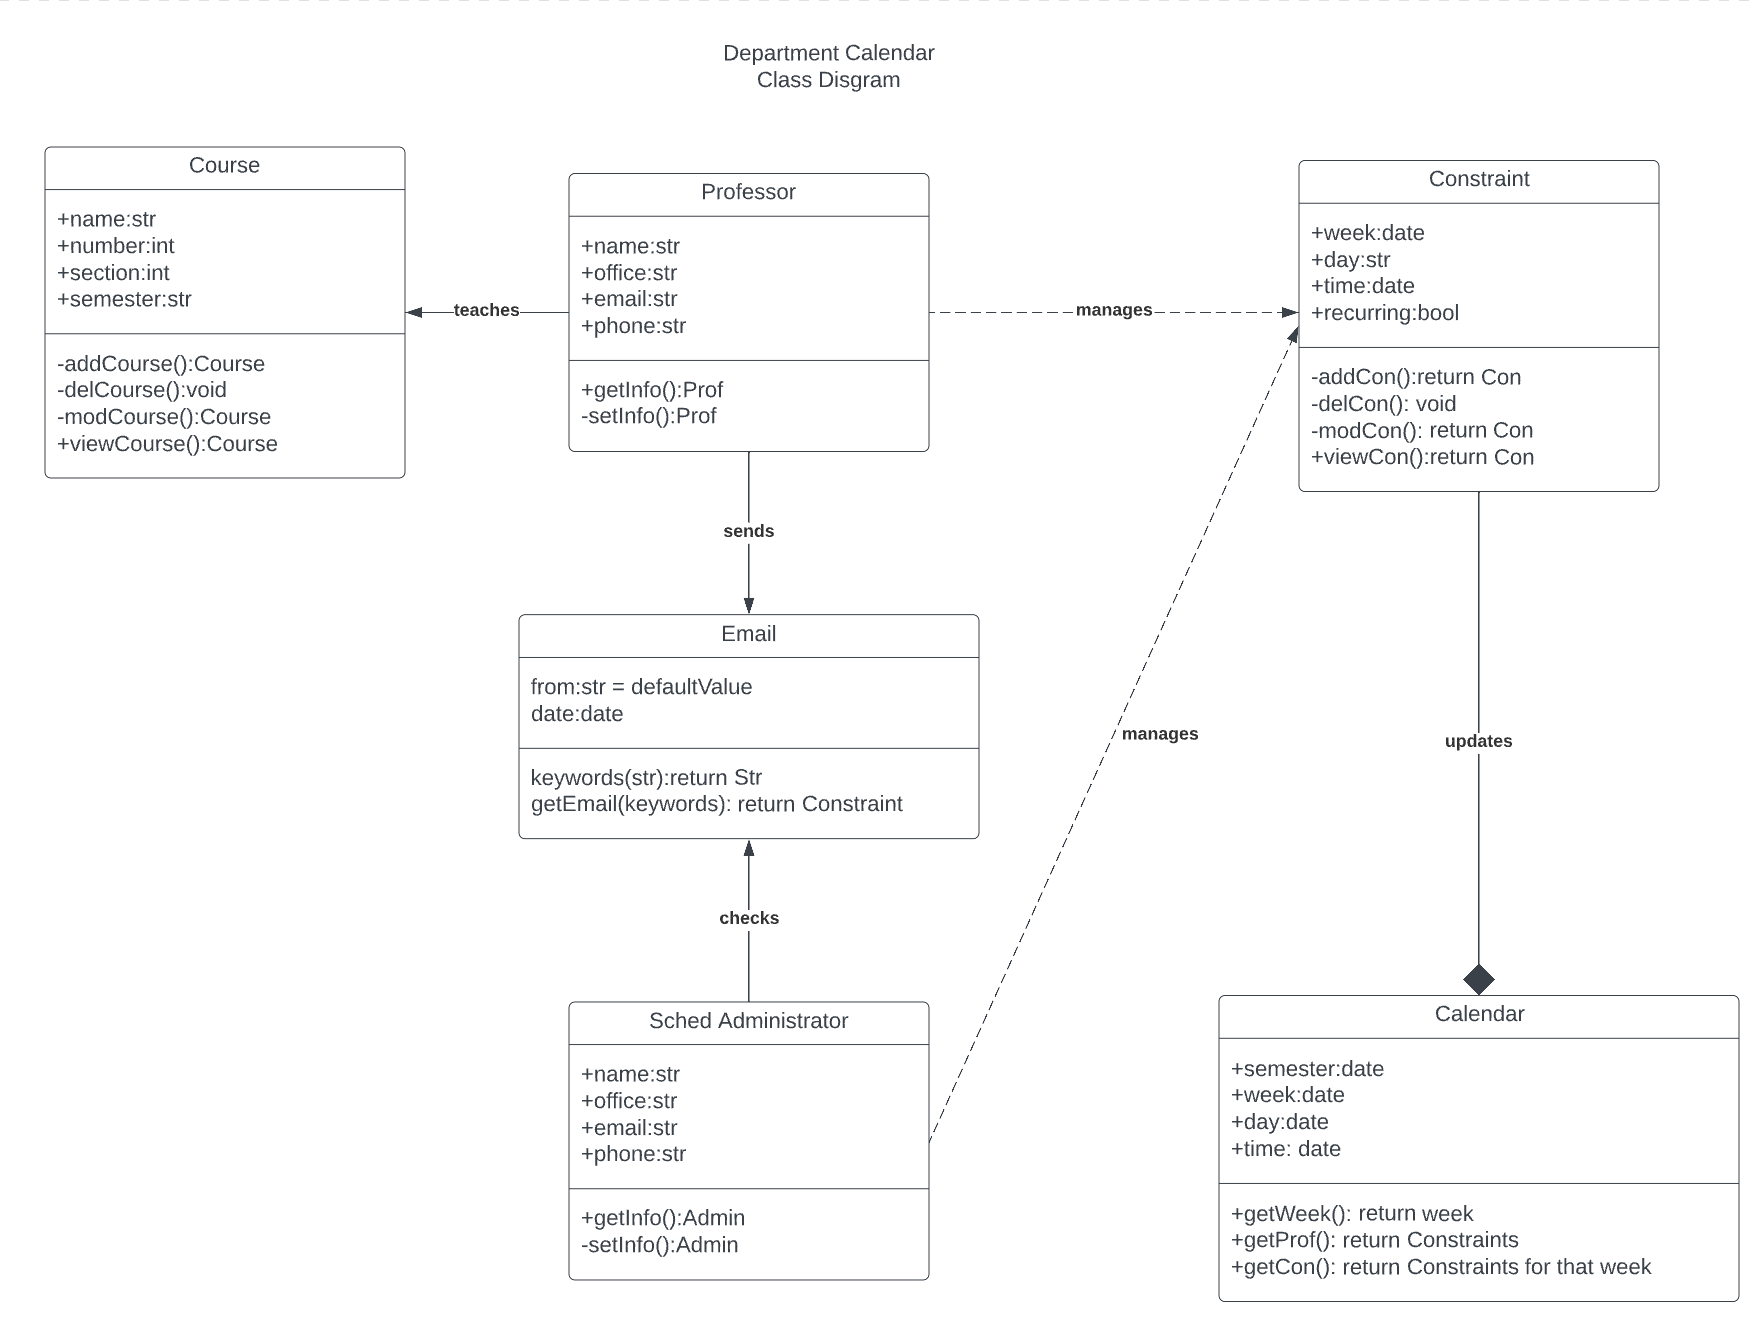 Department Calendar
Class Disgram
Course
+name:str
+number:int
+section:int
+semester:str
-addCourse():Course
-delCourse():void
-modCourse():Course
+viewCourse():Course
teaches
Professor
+name:str
+office:str
+email:str
+phone:str
+getInfo():Prof
-setInfo():Prof
manages
Constraint
+week:date
+day:str
+time:date
+recurring:bool
-addCon():return Con
-delCon(): void
-modCon(): return Con
+viewCon():return Con
sends
Email
from:str = defaultValue
date:date
keywords(str):return Str
getEmail(keywords): return Constraint
manages
updates
checks
Sched Administrator
+name:str
+office:str
+email:str
+phone:str
+getInfo():Admin
-setInfo():Admin
Calendar
+semester:date
+week:date
+day:date
+time: date
+getWeek(): return week
+getProf(): return Constraints
+getCon(): return Constraints for that week